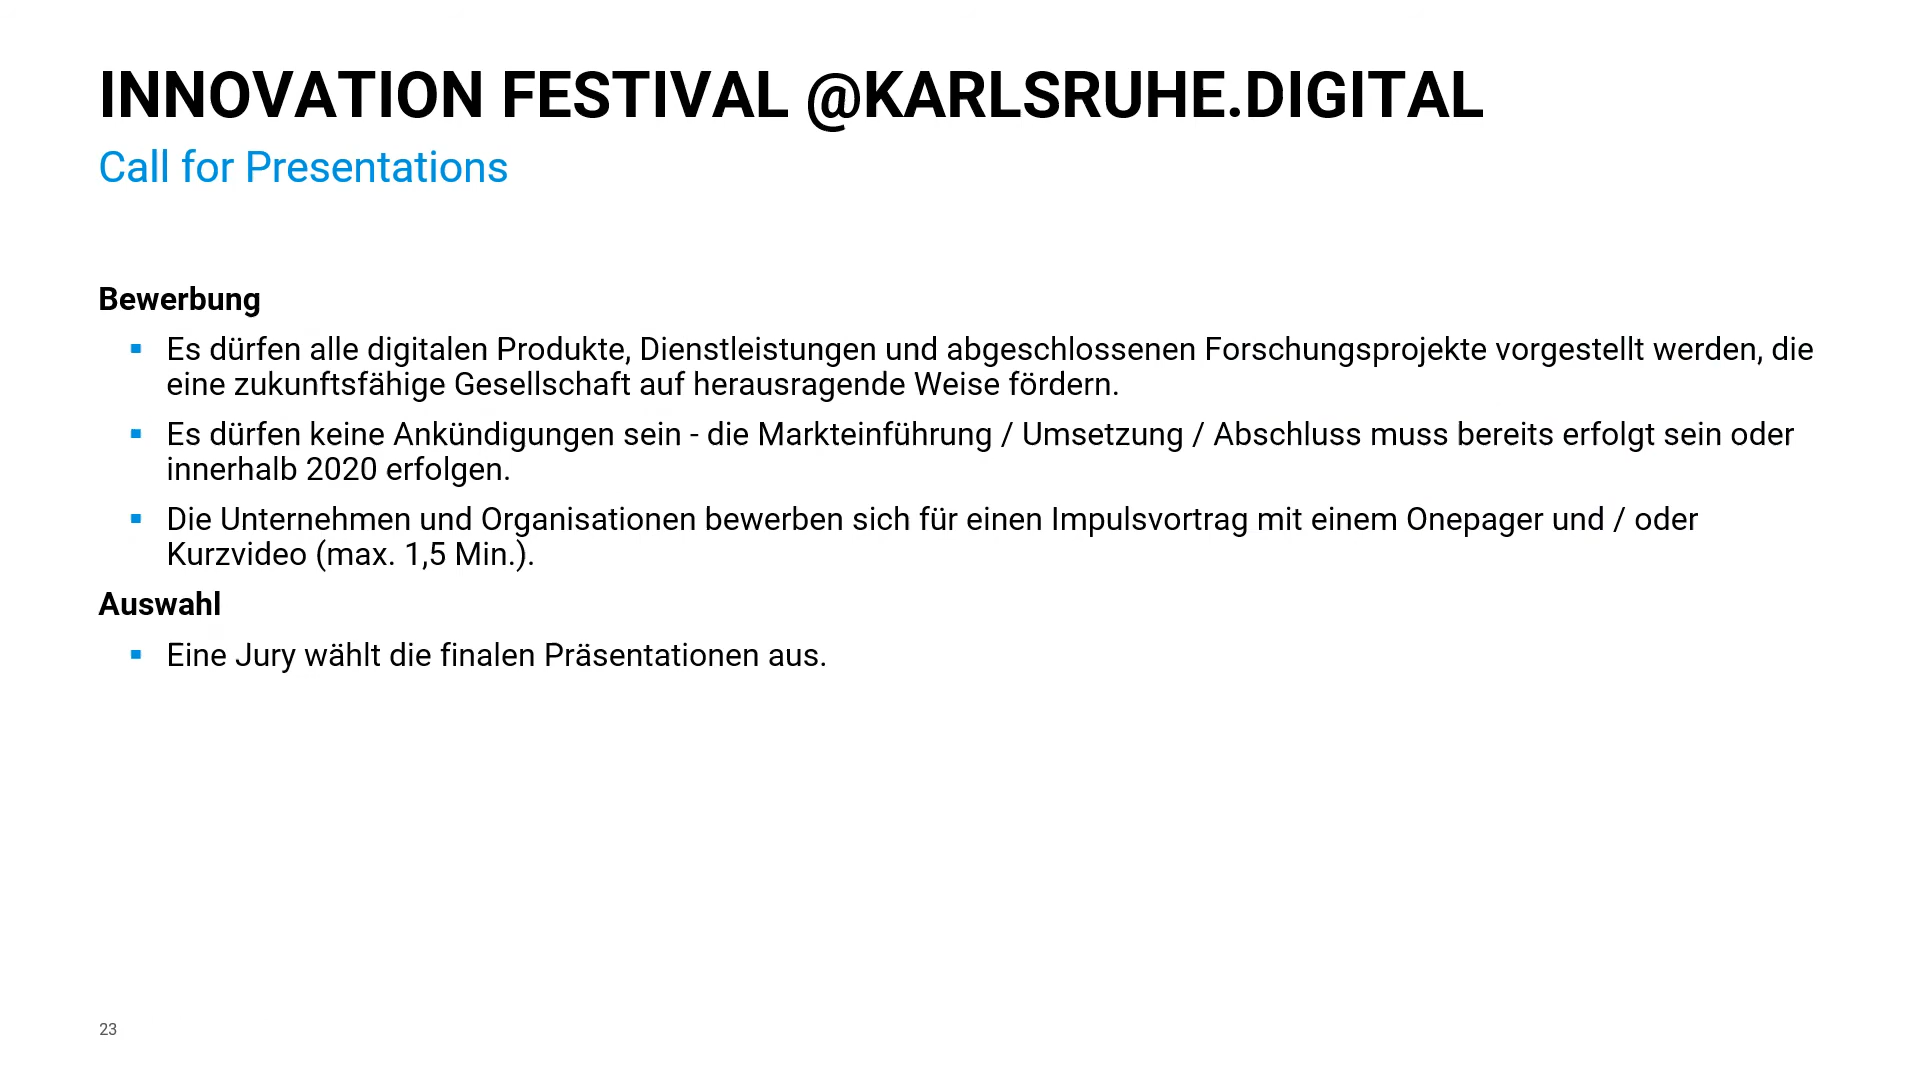 INNOVATION FESTIVAL @KARLSRUHE.DIGITAL
Call for Presentations
Bewerbung
▪ Es dürfen alle digitalen Produkte, Dienstleistungen und abgeschlossenen Forschungsprojekte vorgestellt werden, die
eine zukunftsfähige Gesellschaft auf herausragende Weise fördern.
▪ Es dürfen keine Ankündigungen sein - die Markteinführung / Umsetzung / Abschluss muss bereits erfolgt sein oder
innerhalb 2020 erfolgen.
▪ Die Unternehmen und Organisationen bewerben sich für einen Impulsvortrag mit einem Onepager und / oder
Kurzvideo (max. 1,5 Min.).
Auswahl
▪ Eine Jury wählt die finalen Präsentationen aus.
23